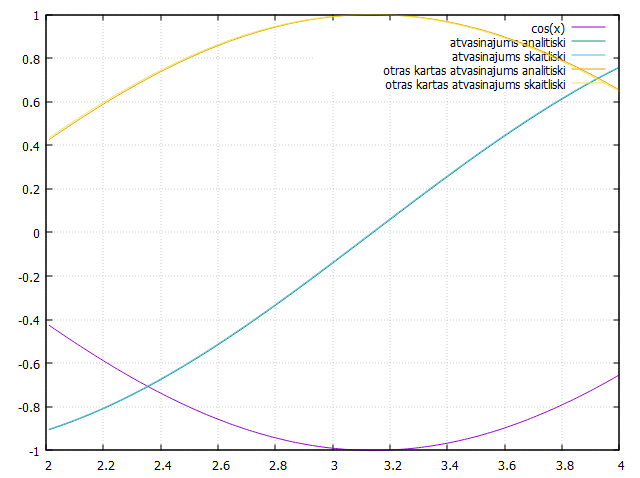 1
0.8
0.6
0.4
0.2
0
-0.2
-0.4
-0.6
-0.8
-1
cos(x)
atvasinajums analitiski
atvasinajums skaitliski
otras kartas atvasinajums analitiski
otras kartas atvasinajums skaitliski
2 2.2 2.4 2.6 2.8 3 3.2 3.4 3.6 3.8 4